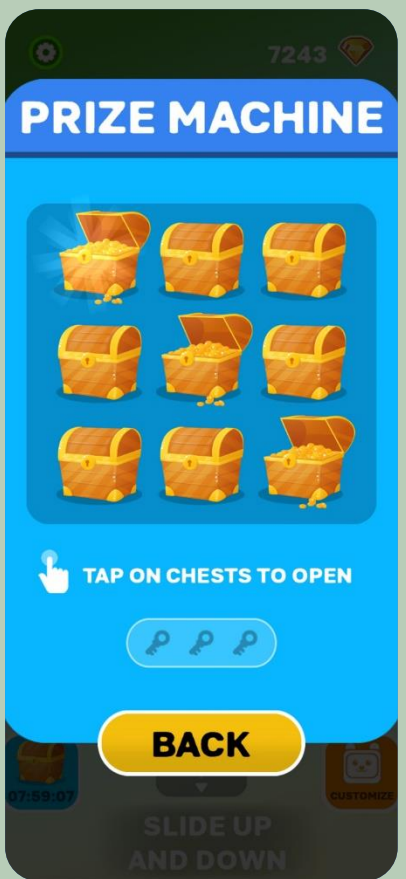 7243
PRIZE MACHINE
TAP ON CHESTS TO OPEN
BACK
07:59:07
CUSTOMIZE
SLIDE UP
AND DOWN